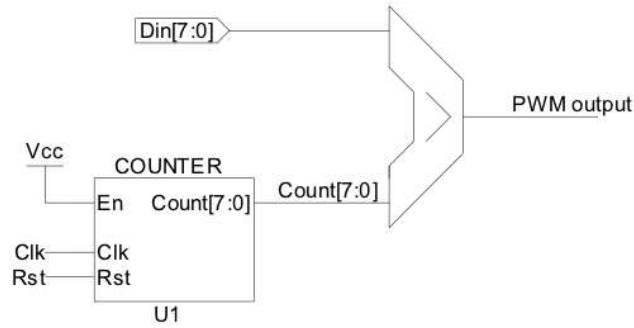 Din[7:0]
PWM output
Vcc
COUNTER
En
Count[7:0]
Count[7:0]
Clk
Clk
Rst
Rst
U1